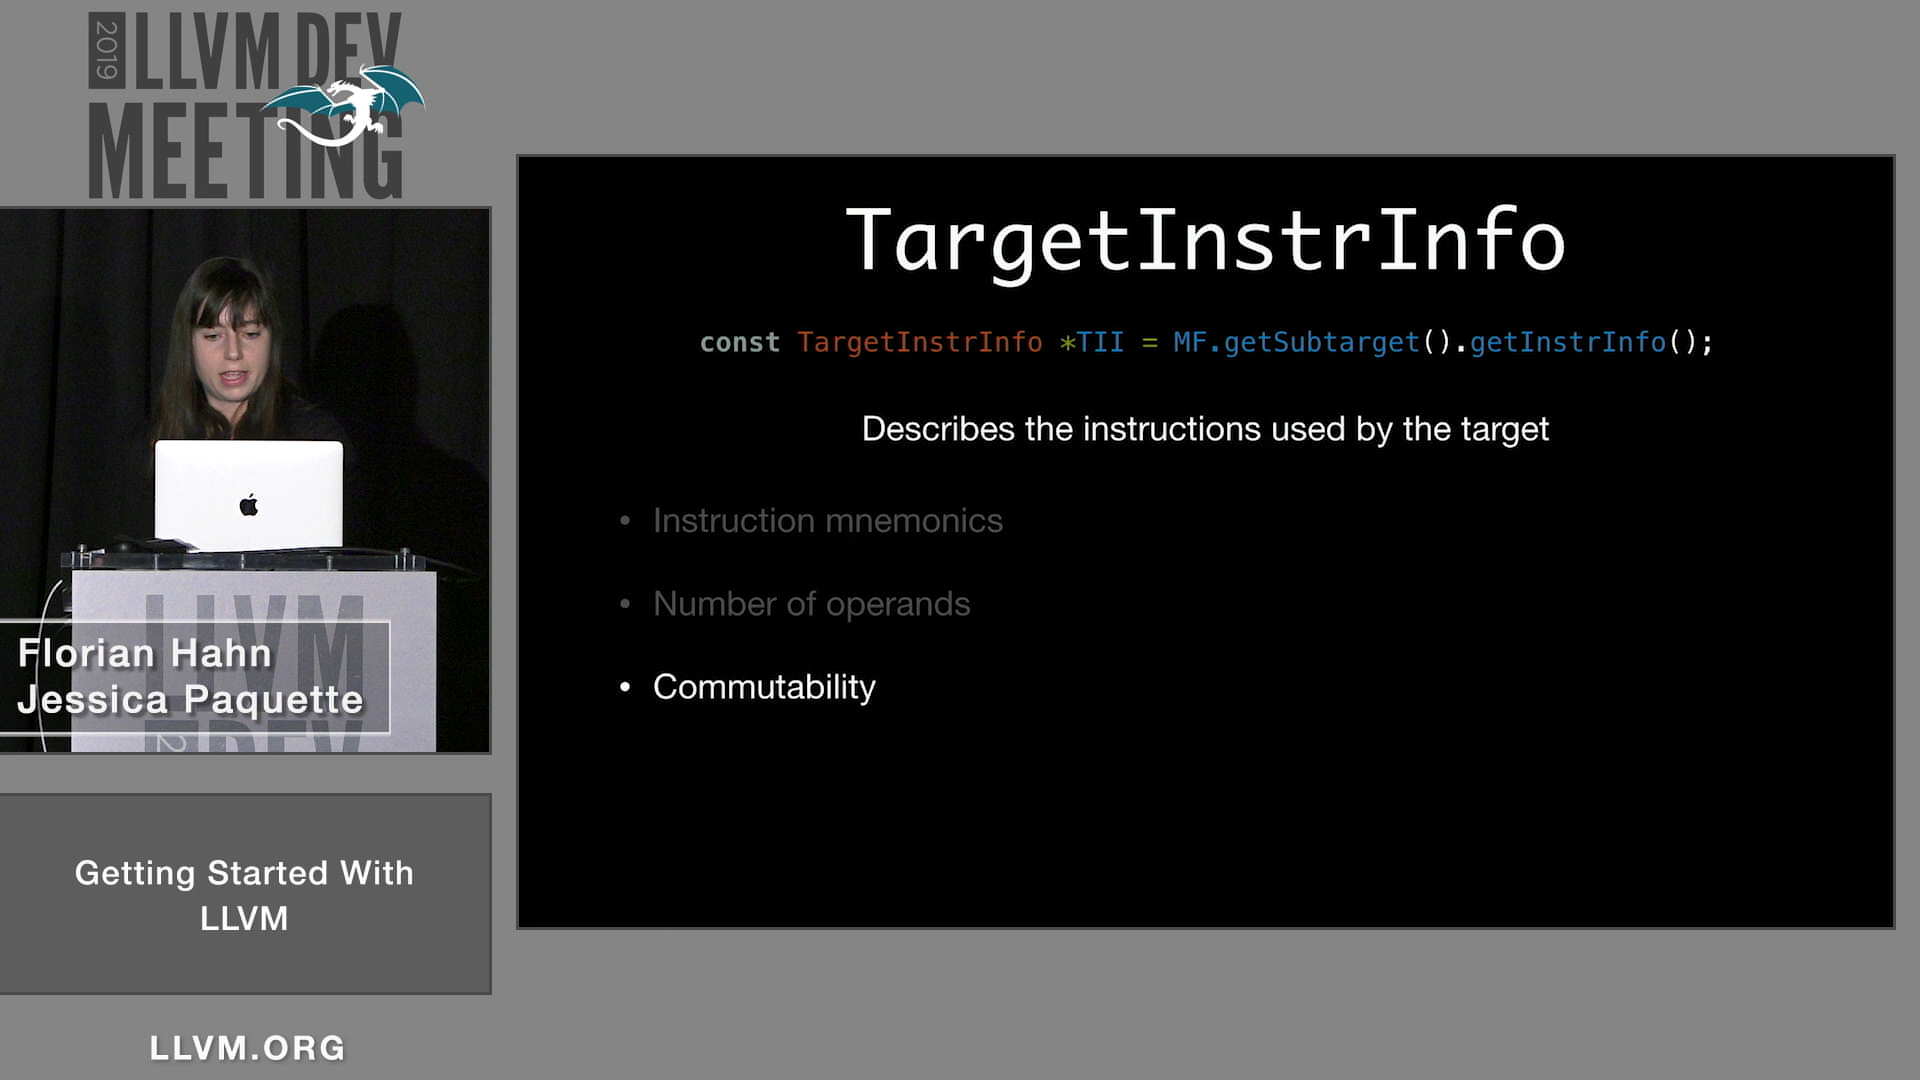 2019
LLVM DEV
MEETING
TargetInstrInfo
const TargetInstrInfo *TII = MF.getSubtarget().getInstrInfo();
Describes the instructions used by the target
• Instruction mnemonics
• Number of operands
• Commutability
LLVM
Florian Hahn
Jessica Paquette
Getting Started With
LLVM
LLVM.ORG